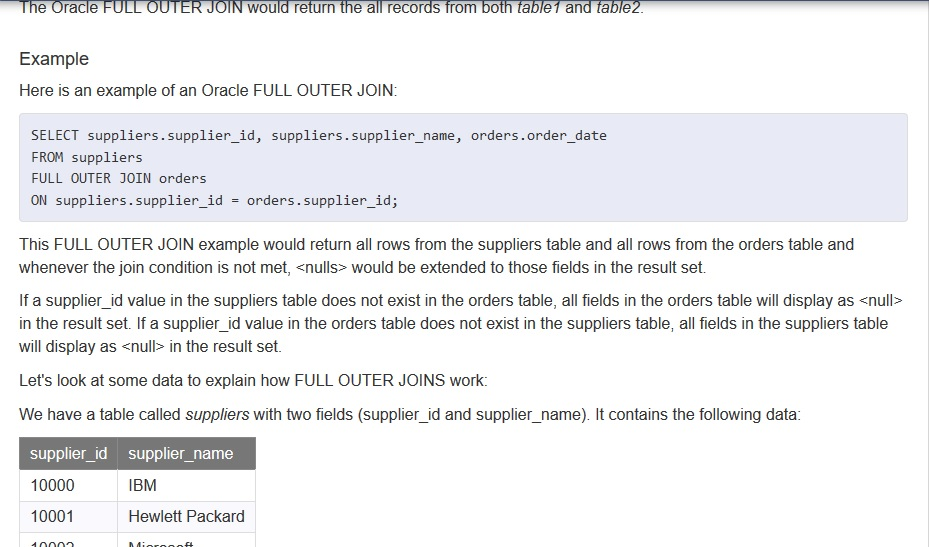 The Oracle FULL OUTER JOIN would return the all records from both table1 and table2.
Example
Here is an example of an Oracle FULL OUTER JOIN:
SELECT suppliers.supplier_id, suppliers.supplier_name, orders.order_date
FROM suppliers
FULL OUTER JOIN orders
ON suppliers.supplier_id = orders.supplier_id;
This FULL OUTER JOIN example would return all rows from the suppliers table and all rows from the orders table and
whenever the join condition is not met, <nulls> would be extended to those fields in the result set.
If a supplier_id value in the suppliers table does not exist in the orders table, all fields in the orders table will display as <null>
in the result set. If a supplier_id value in the orders table does not exist in the suppliers table, all fields in the suppliers table
will display as <null> in the result set.
Let's look at some data to explain how FULL OUTER JOINS work:
We have a table called suppliers with two fields (supplier_id and supplier_name). It contains the following data:
supplier_id supplier_name
10000 IBM
10001 Hewlett Packard
10002 Microsoft